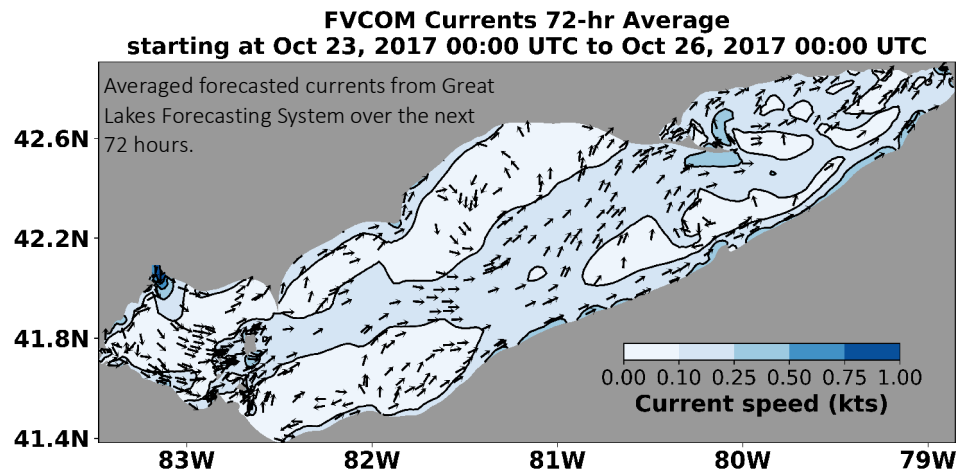 FVCOM Currents 72-hr Average
starting at Oct 23, 2017 00:00 UTC to Oct 26, 2017 00:00 UTC
Averaged forecasted currents from Great
Lakes Forecasting System over the next
72 hours.
42.6N
42.2N
41.8N
41.4N
0.00 0.10 0.25 0.50 0.75 1.00
Current speed (kts)
83W 82W 81W 80W 79W